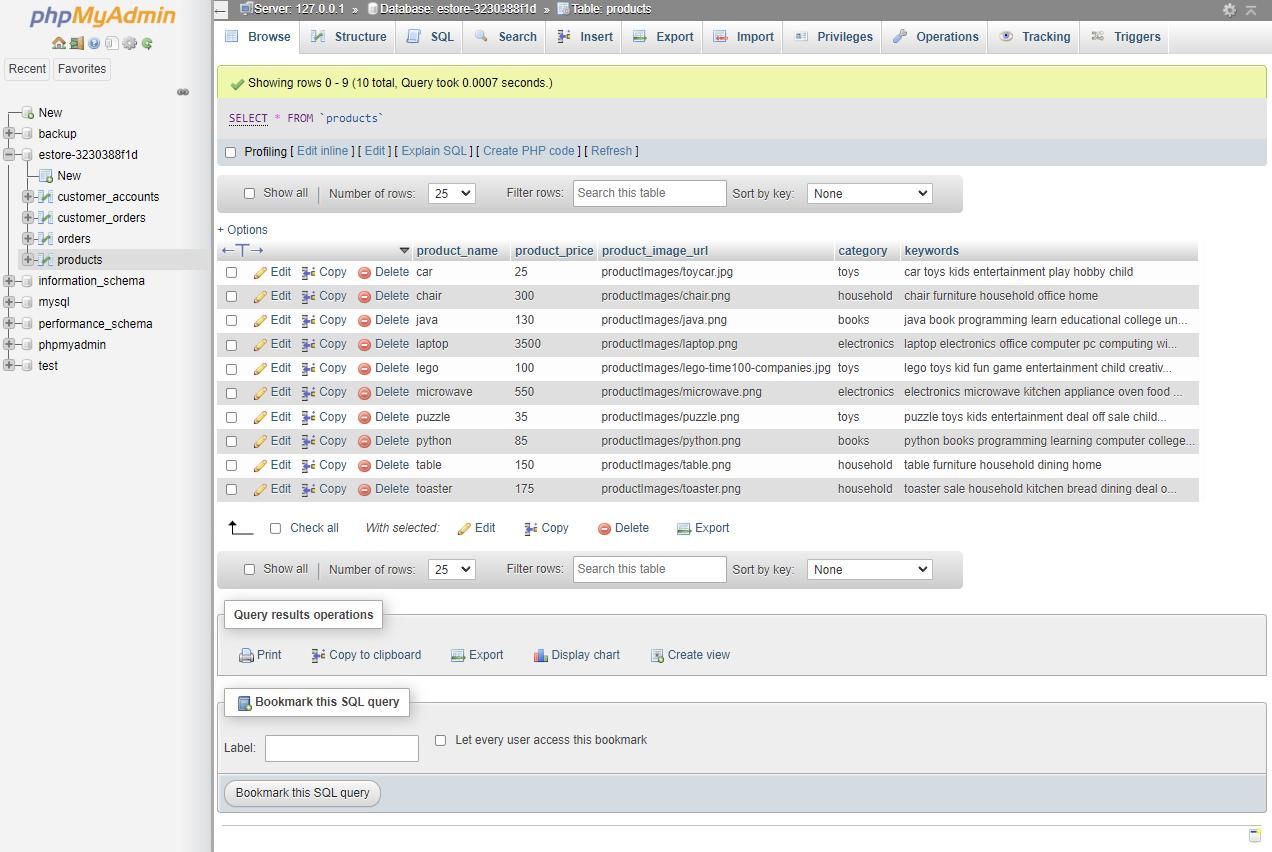 phpMyAdmin
Recent Favorites
New
backup
estore-3230388f1d
New
customer_accounts
customer_orders
orders
products
information_schema
mysql
performance_schema
phpmyadmin
test
Server: 127.0.0.1 » Database: estore-3230388f1d » Table: products
Browse Structure SQL Search Insert Export Import Privileges Operations Tracking Triggers
Showing rows 0 - 9 (10 total, Query took 0.0007 seconds.)
SELECT * FROM `products`
Profiling [ Edit inline ] [ Edit ] [ Explain SQL ] [ Create PHP code ] [ Refresh ]
Show all | Number of rows: 25 Filter rows: Search this table Sort by key: None
+ Options
←T→ product_name product_price product_image_url category keywords
Edit Copy Delete car 25 productImages/toycar.jpg toys car toys kids entertainment play hobby child
Edit Copy Delete chair 300 productImages/chair.png household chair furniture household office home
Edit Copy Delete java 130 productImages/java.png books java book programming learn educational college un...
Edit Copy Delete laptop 3500 productImages/laptop.png electronics laptop electronics office computer pc computing wi...
Edit Copy Delete lego 100 productImages/lego-time100-companies.jpg toys lego toys kid fun game entertainment child creativ...
Edit Copy Delete microwave 550 productImages/microwave.png electronics electronics microwave kitchen appliance oven food ...
Edit Copy Delete puzzle 35 productImages/puzzle.png toys puzzle toys kids entertainment deal off sale child...
Edit Copy Delete python 85 productImages/python.png books python books programming learning computer college...
Edit Copy Delete table 150 productImages/table.png household table furniture household dining home
Edit Copy Delete toaster 175 productImages/toaster.png household toaster sale household kitchen bread dining deal o...
Check all With selected: Edit Copy Delete Export
Show all | Number of rows: 25 Filter rows: Search this table Sort by key: None
Query results operations
Print Copy to clipboard Export Display chart Create view
Bookmark this SQL query
Label: Let every user access this bookmark
Bookmark this SQL query